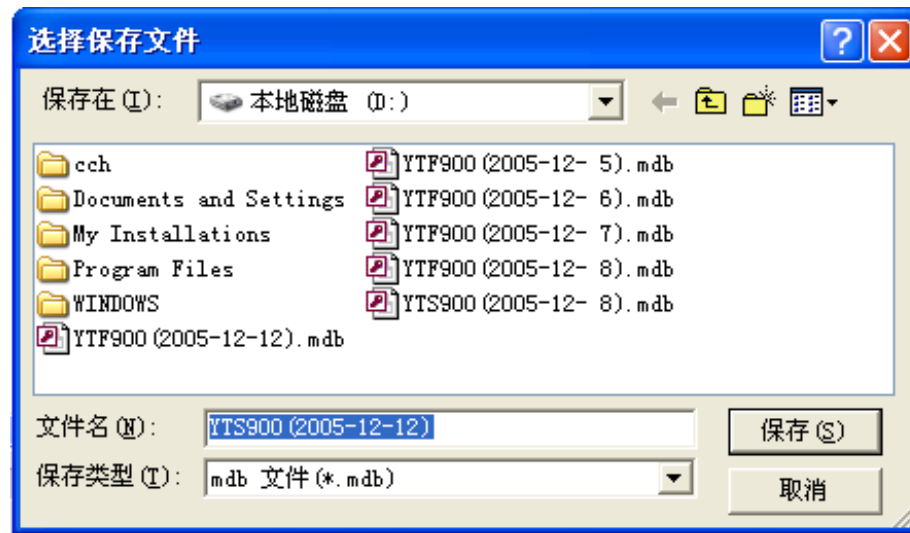 选择保存文件
保存在(I): 本地磁盘 (D:)
cch
Documents and Settings
My Installations
Program Files
WINDOWS
YTF900(2005-12-12).mdb
YTF900(2005-12- 5).mdb
YTF900(2005-12- 6).mdb
YTF900(2005-12- 7).mdb
YTF900(2005-12- 8).mdb
YTS900(2005-12- 8).mdb
文件名(N): YTS900(2005-12-12)
保存(S)
保存类型(T): mdb 文件(*.mdb)
取消